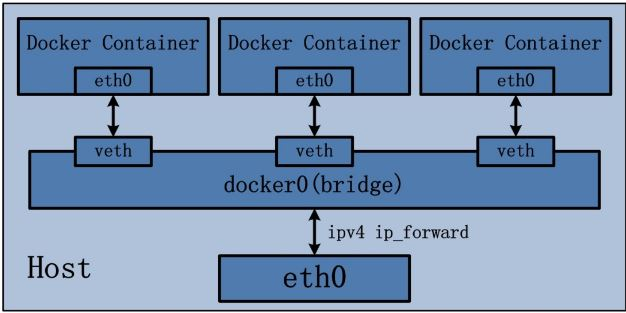 Docker Container Docker Container Docker Container
eth0 eth0 eth0
veth veth veth
docker0(bridge)
ipv4 ip_forward
Host
eth0